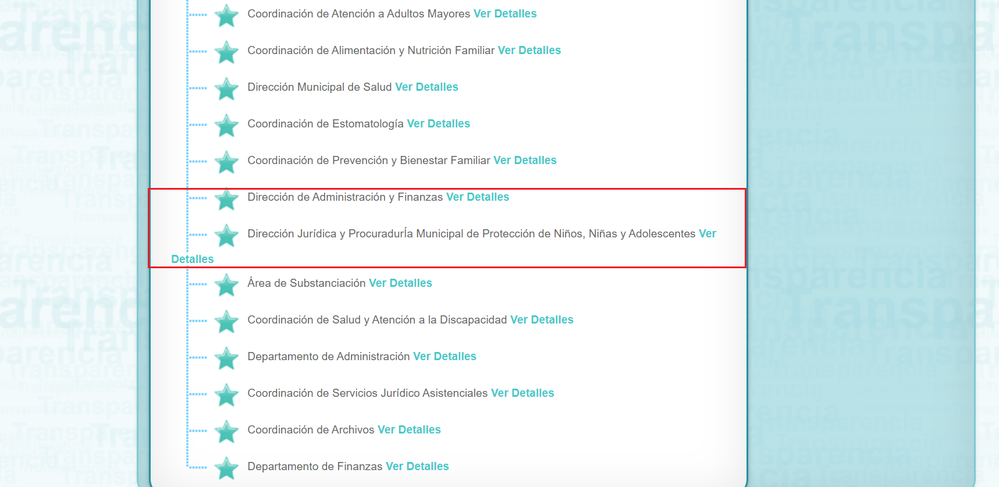 Coordinación de Atención a Adultos Mayores Ver Detalles
Coordinación de Alimentación y Nutrición Familiar Ver Detalles
Dirección Municipal de Salud Ver Detalles
Coordinación de Estomatología Ver Detalles
Coordinación de Prevención y Bienestar Familiar Ver Detalles
Dirección de Administración y Finanzas Ver Detalles
Dirección Jurídica y ProcuradurÍa Municipal de Protección de Niños, Niñas y Adolescentes Ver
Detalles
Área de Substanciación Ver Detalles
Coordinación de Salud y Atención a la Discapacidad Ver Detalles
Departamento de Administración Ver Detalles
Coordinación de Servicios Jurídico Asistenciales Ver Detalles
Coordinación de Archivos Ver Detalles
Departamento de Finanzas Ver Detalles